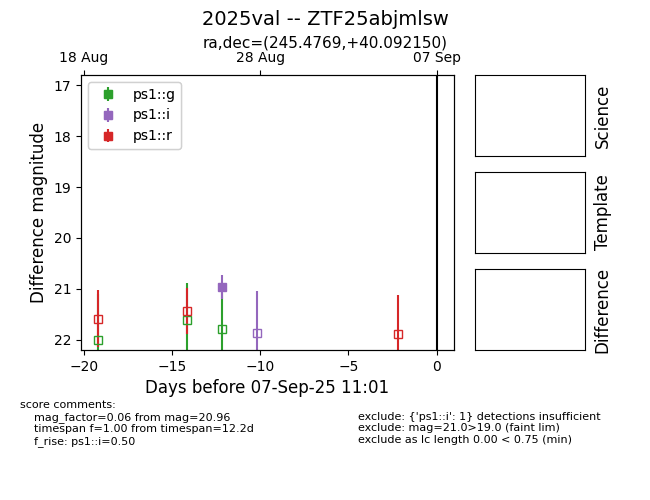 2025val -- ZTF25abjmlsw
ra,dec=(245.4769,+40.092150)
18 Aug
28 Aug
07 Sep
17
18
19
20
21
22
Difference magnitude
ps1::g
ps1::i
ps1::r
−20
−15
−10
−5
0
Days before 07-Sep-25 11:01
Science
Template
Difference
score comments:
mag_factor=0.06 from mag=20.96
timespan f=1.00 from timespan=12.2d
f_rise: ps1::i=0.50
exclude: {'ps1::i': 1} detections insufficient
exclude: mag=21.0>19.0 (faint lim)
exclude as lc length 0.00 < 0.75 (min)